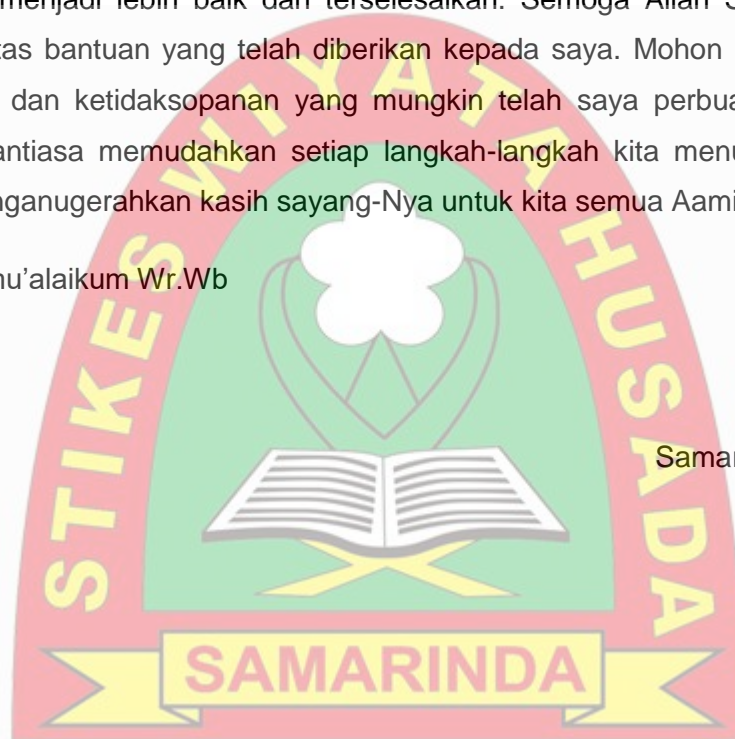 menjadi lebih baik dan terselesaikan. Semoga Allah S
tas bantuan yang telah diberikan kepada saya. Mohon
dan ketidaksopanan yang mungkin telah saya perbua
antiasa memudahkan setiap langkah-langkah kita menu
nganugerahkan kasih sayang-Nya untuk kita semua Aami
mu’alaikum Wr.Wb
Samar
STIKES WIYATA HUSADA
SAMARINDA